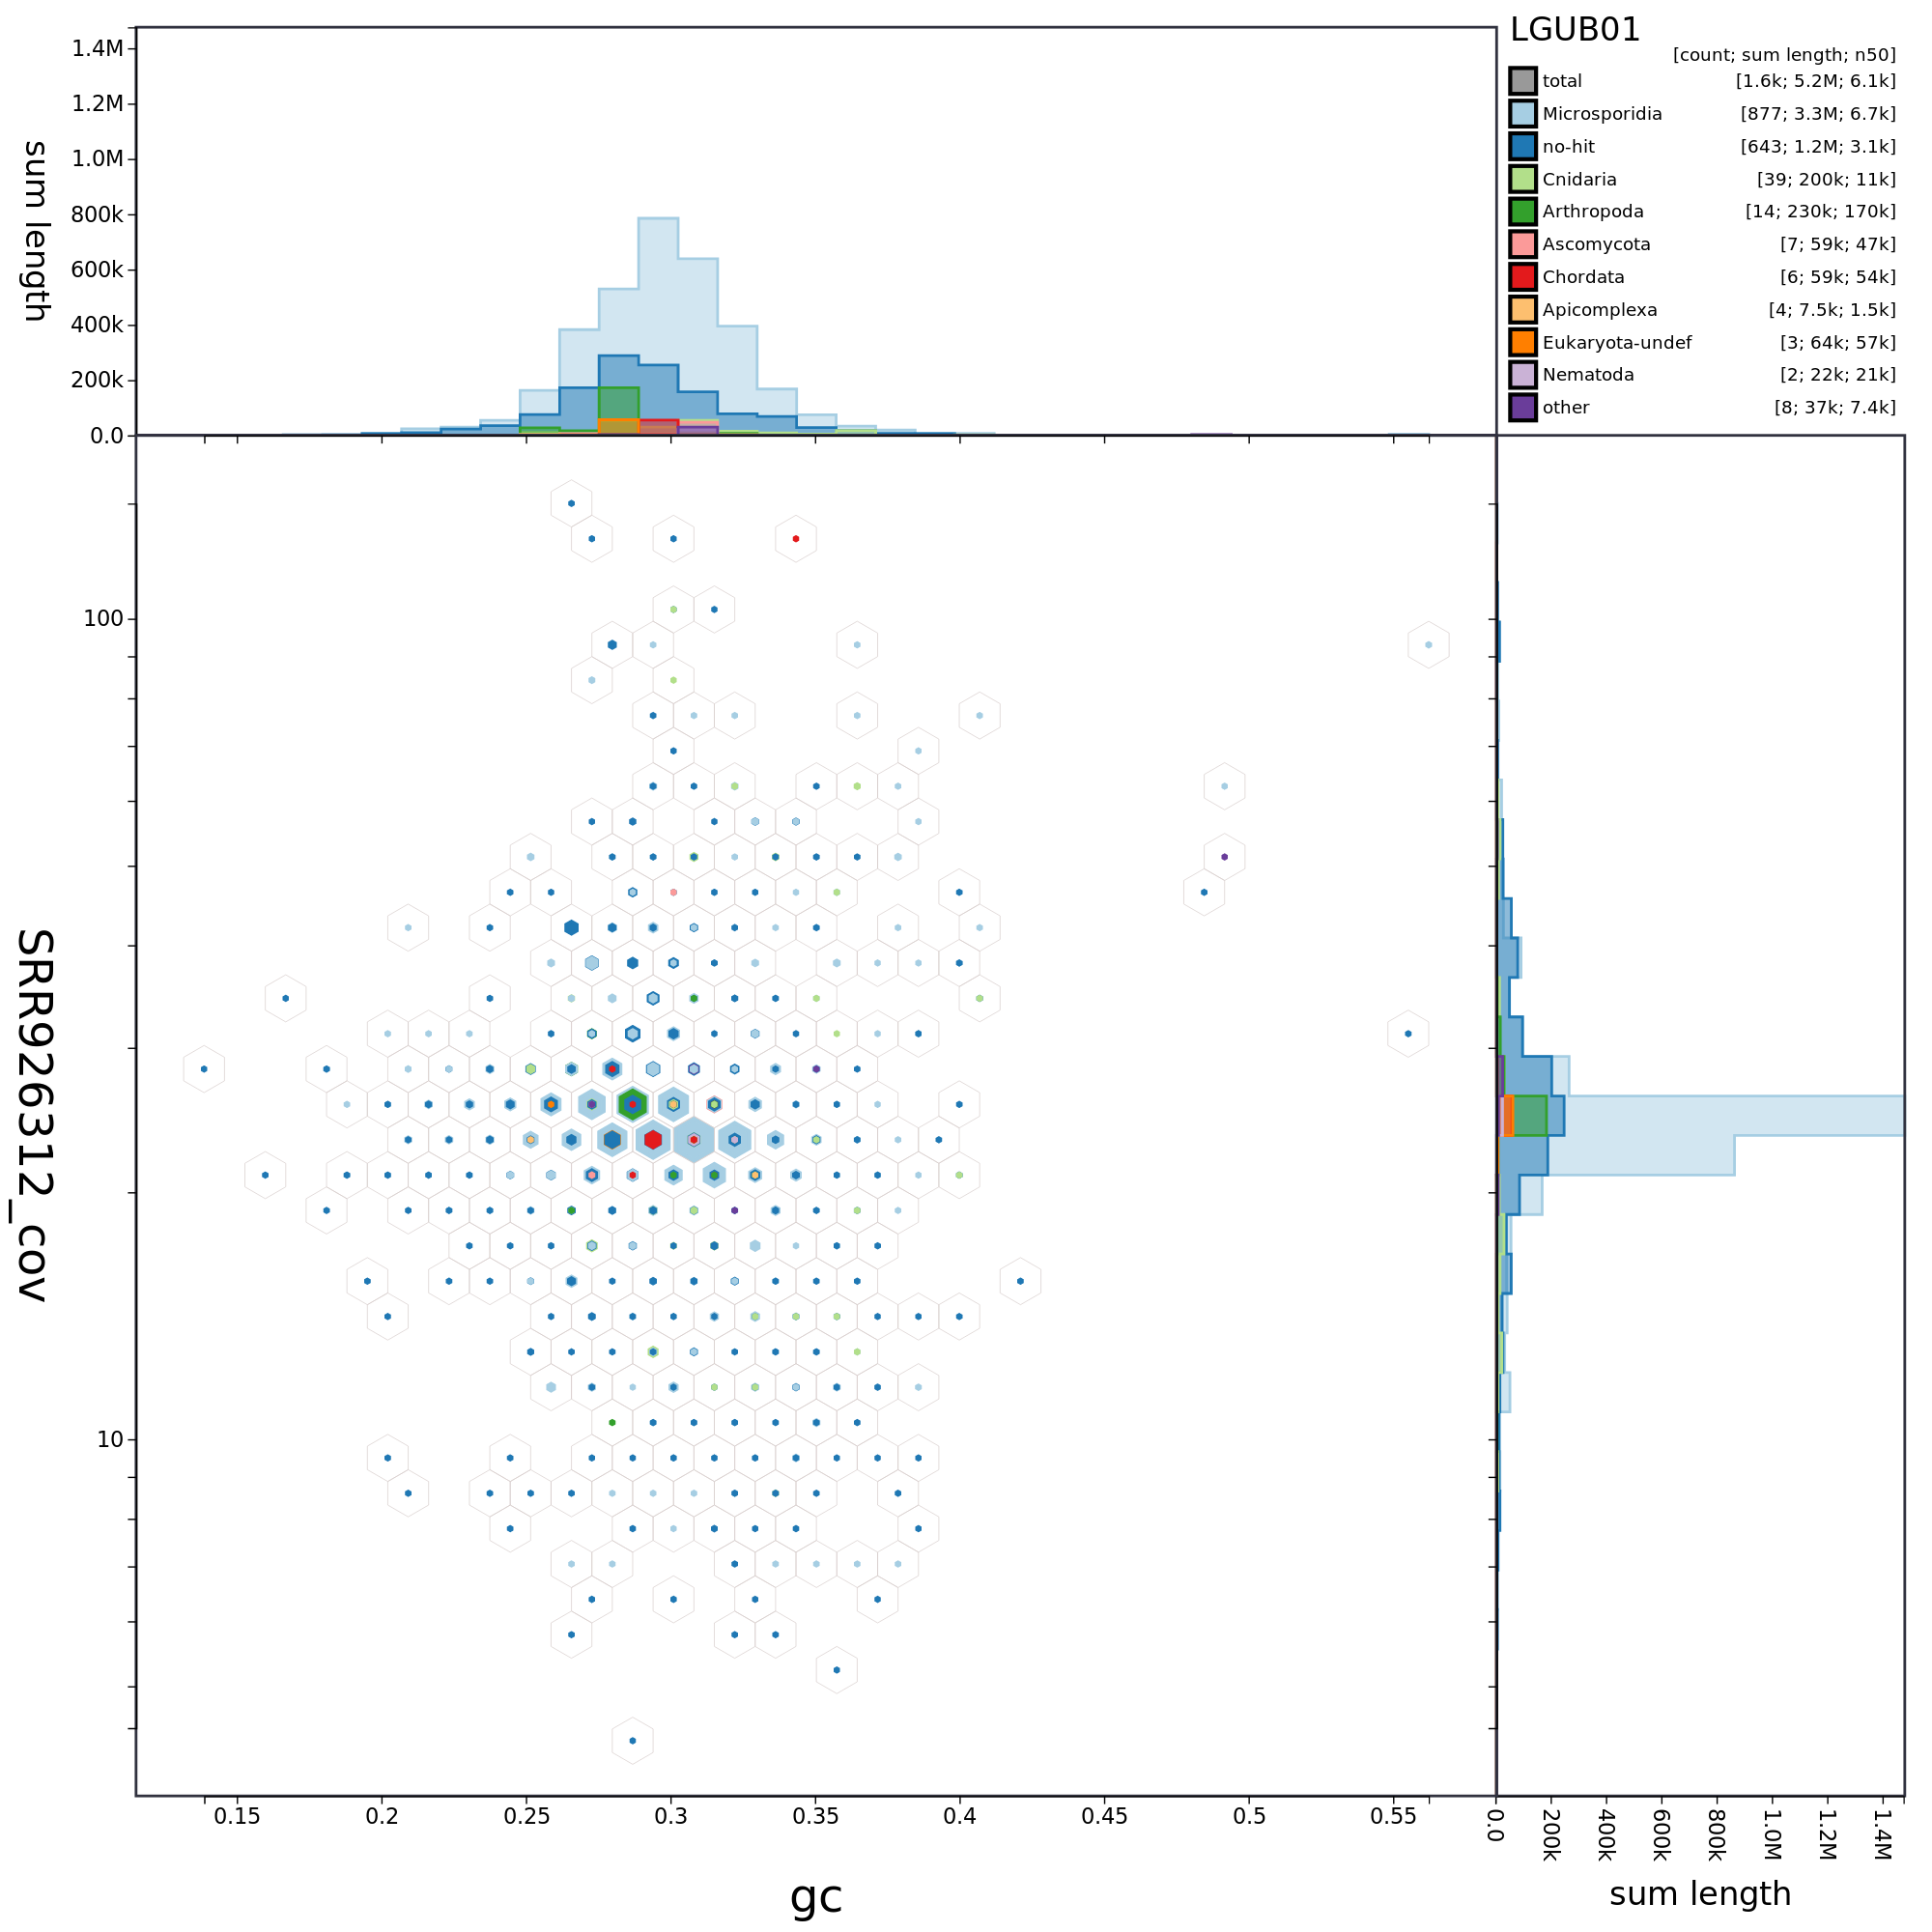 LGUB01
[count; sum length; n50]
total [1.6k; 5.2M; 6.1k]
Microsporidia [877; 3.3M; 6.7k]
no-hit [643; 1.2M; 3.1k]
Cnidaria [39; 200k; 11k]
Arthropoda [14; 230k; 170k]
Ascomycota [7; 59k; 47k]
Chordata [6; 59k; 54k]
Apicomplexa [4; 7.5k; 1.5k]
Eukaryota-undef [3; 64k; 57k]
Nematoda [2; 22k; 21k]
other [8; 37k; 7.4k]
sum length
1.4M
1.2M
1.0M
800k
600k
400k
200k
0.0
SRR926312_cov
100
10
0.15 0.2 0.25 0.3 0.35 0.4 0.45 0.5 0.55
gc
0.0 200k 400k 600k 800k 1.0M 1.2M 1.4M
sum length